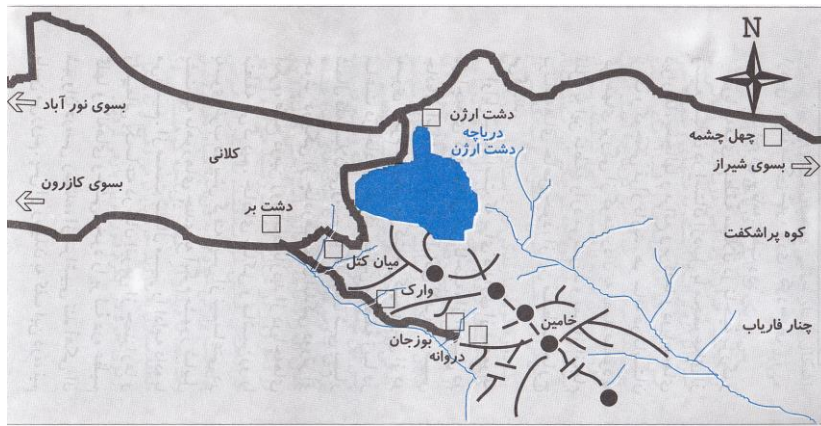 N
بسوی نور آباد
دشت ارژن
دریاچه
دشت ارژن
چهل چشمه
بسوی شیراز
کلانی
بسوی کازرون
دشت بر
کوه پراشکفت
میان کتل
وارک
خامین
چنار فاریاب
بوزجان
دروانه